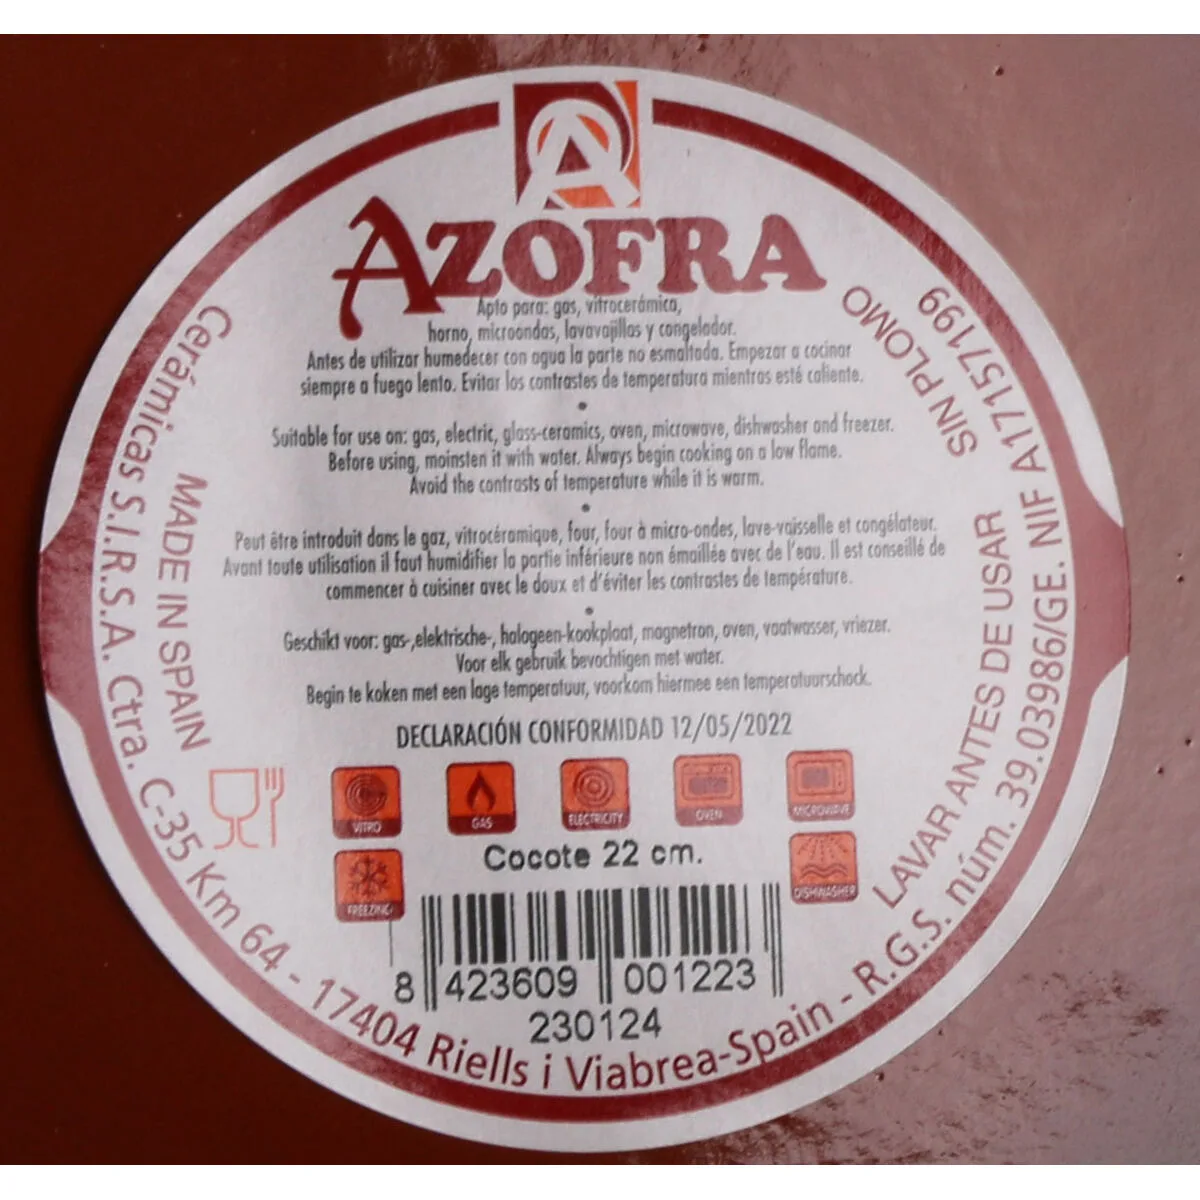 AZOFRA
Apto para: gas, vitrocerámica,
horno, microondas, lavavajillas y congelador.
Antes de utilizar humedecer con agua la parte no esmaltada. Empezar a cocinar
siempre a fuego lento. Evitar los contrastes de temperatura mientras esté caliente.
Suitable for use on: gas, electric, glass-ceramics, oven, microwave, dishwasher and freezer.
Before using, moinsten it with water. Always begin cooking on a low flame.
Avoid the contrasts of temperature while it is warm.
Peut être introduit dans le gaz, vitrocéramique, four, four à micro-ondes, lave-vaisselle et congélateur.
Avant toute utilisation il faut humidifier la partie inférieure non émaillée avec de l'eau. Il est conseillé de
commencer à cuisiner avec le doux et d'éviter les contrastes de température.
Geschikt voor: gas-,elektrische-, halogeen-kookplaat, magnetron, oven, vaatwasser, vriezer.
Voor elk gebruik bevochtigen met water.
Begin te koken met een lage temperatuur, voorkom hiermee een temperatuurschock.
DECLARACIÓN CONFORMIDAD 12/05/2022
VITRO
GAS
ELECTRICITY
OVEN
MICROWAVE
FREEZING
DISHWASHER
Cocote 22 cm.
8 423609 001223
230124
MADE IN SPAIN
SIN PLOMO
LAVAR ANTES DE USAR
Cerámicas S.I.R.S.A. Ctra. C-35 Km 64 - 17404 Riells i Viabrea-Spain - R.G.S. núm. 39.03986/GE. NIF A17157199